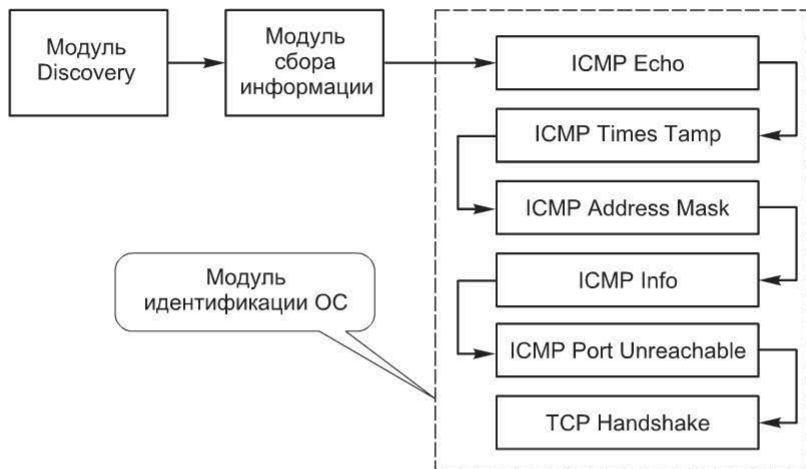 Модуль
Discovery
Модуль
сбора
информации
ICMP Echo
ICMP Times Tamp
ICMP Address Mask
ICMP Info
ICMP Port Unreachable
TCP Handshake
Модуль
идентификации ОС